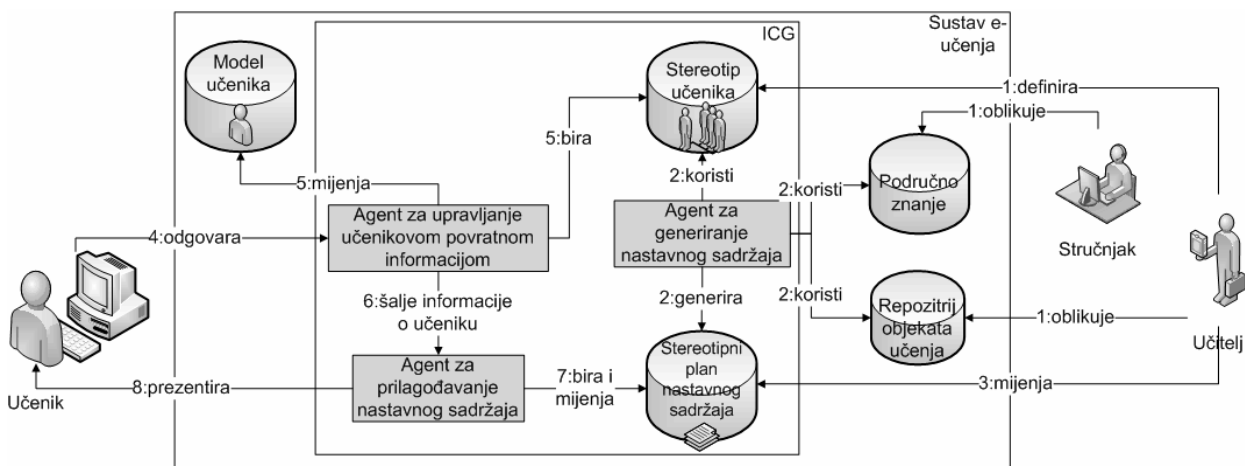 ICG
Sustav e-
učenja
Model
učenika
Stereotip
učenika
1:definira
1:oblikuje
5:bira
5:mijenja
2:koristi
2:koristi
Područno
znanje
Agent za upravljanje
učenikovom povratnom
informacijom
Agent za
generiranje
nastavnog sadržaja
4:odgovara
Stručnjak
6:šalje informacije
o učeniku
2:generira
2:koristi
Repozitrij
objekata
učenja
1:oblikuje
Učitelj
Agent za
prilagođavanje
nastavnog sadržaja
7:bira i
mijenja
Stereotipni
plan
nastavnog
sadržaja
3:mijenja
8:prezentira
Učenik